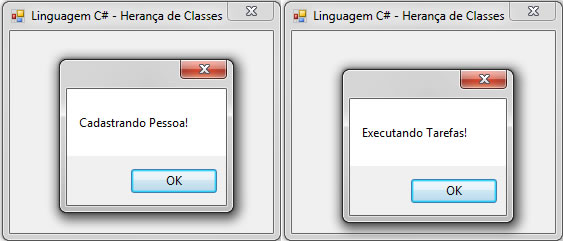 Linguagem C# - Herança de Classes
Cadastrando Pessoa!
OK
Linguagem C# - Herança de Classes
Executando Tarefas!
OK